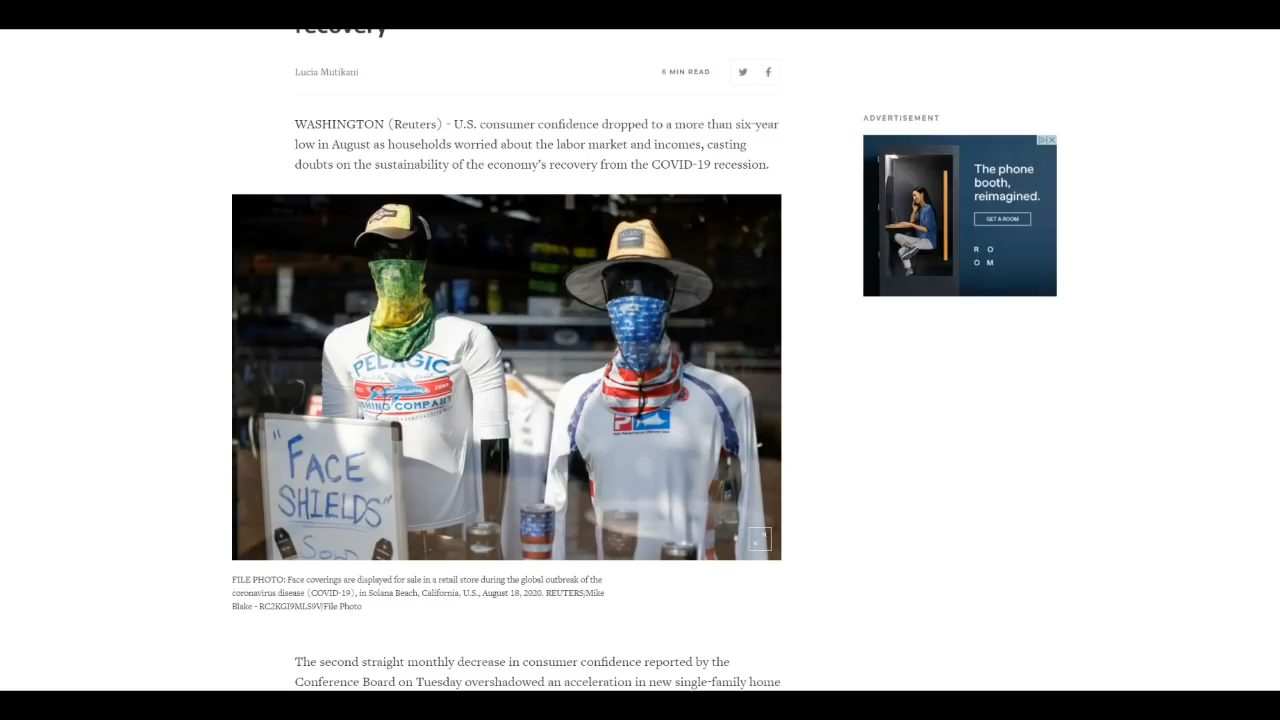 recovery
Lucia Mutikani
6 MIN READ
WASHINGTON (Reuters) - U.S. consumer confidence dropped to a more than six-year
low in August as households worried about the labor market and incomes, casting
doubts on the sustainability of the economy's recovery from the COVID-19 recession.
ADVERTISEMENT
The phone
booth,
reimagined.
GET A ROOM
R O
O M
PELAGIC
FISHING COMPANY
"FACE
SHIELDS"
FILE PHOTO: Face coverings are displayed for sale in a retail store during the global outbreak of the
coronavirus disease (COVID-19), in Solana Beach, California, U.S., August 18, 2020. REUTERS/Mike
Blake - RC2KGI9MLS9V/File Photo
The second straight monthly decrease in consumer confidence reported by the
Conference Board on Tuesday overshadowed an acceleration in new single-family home